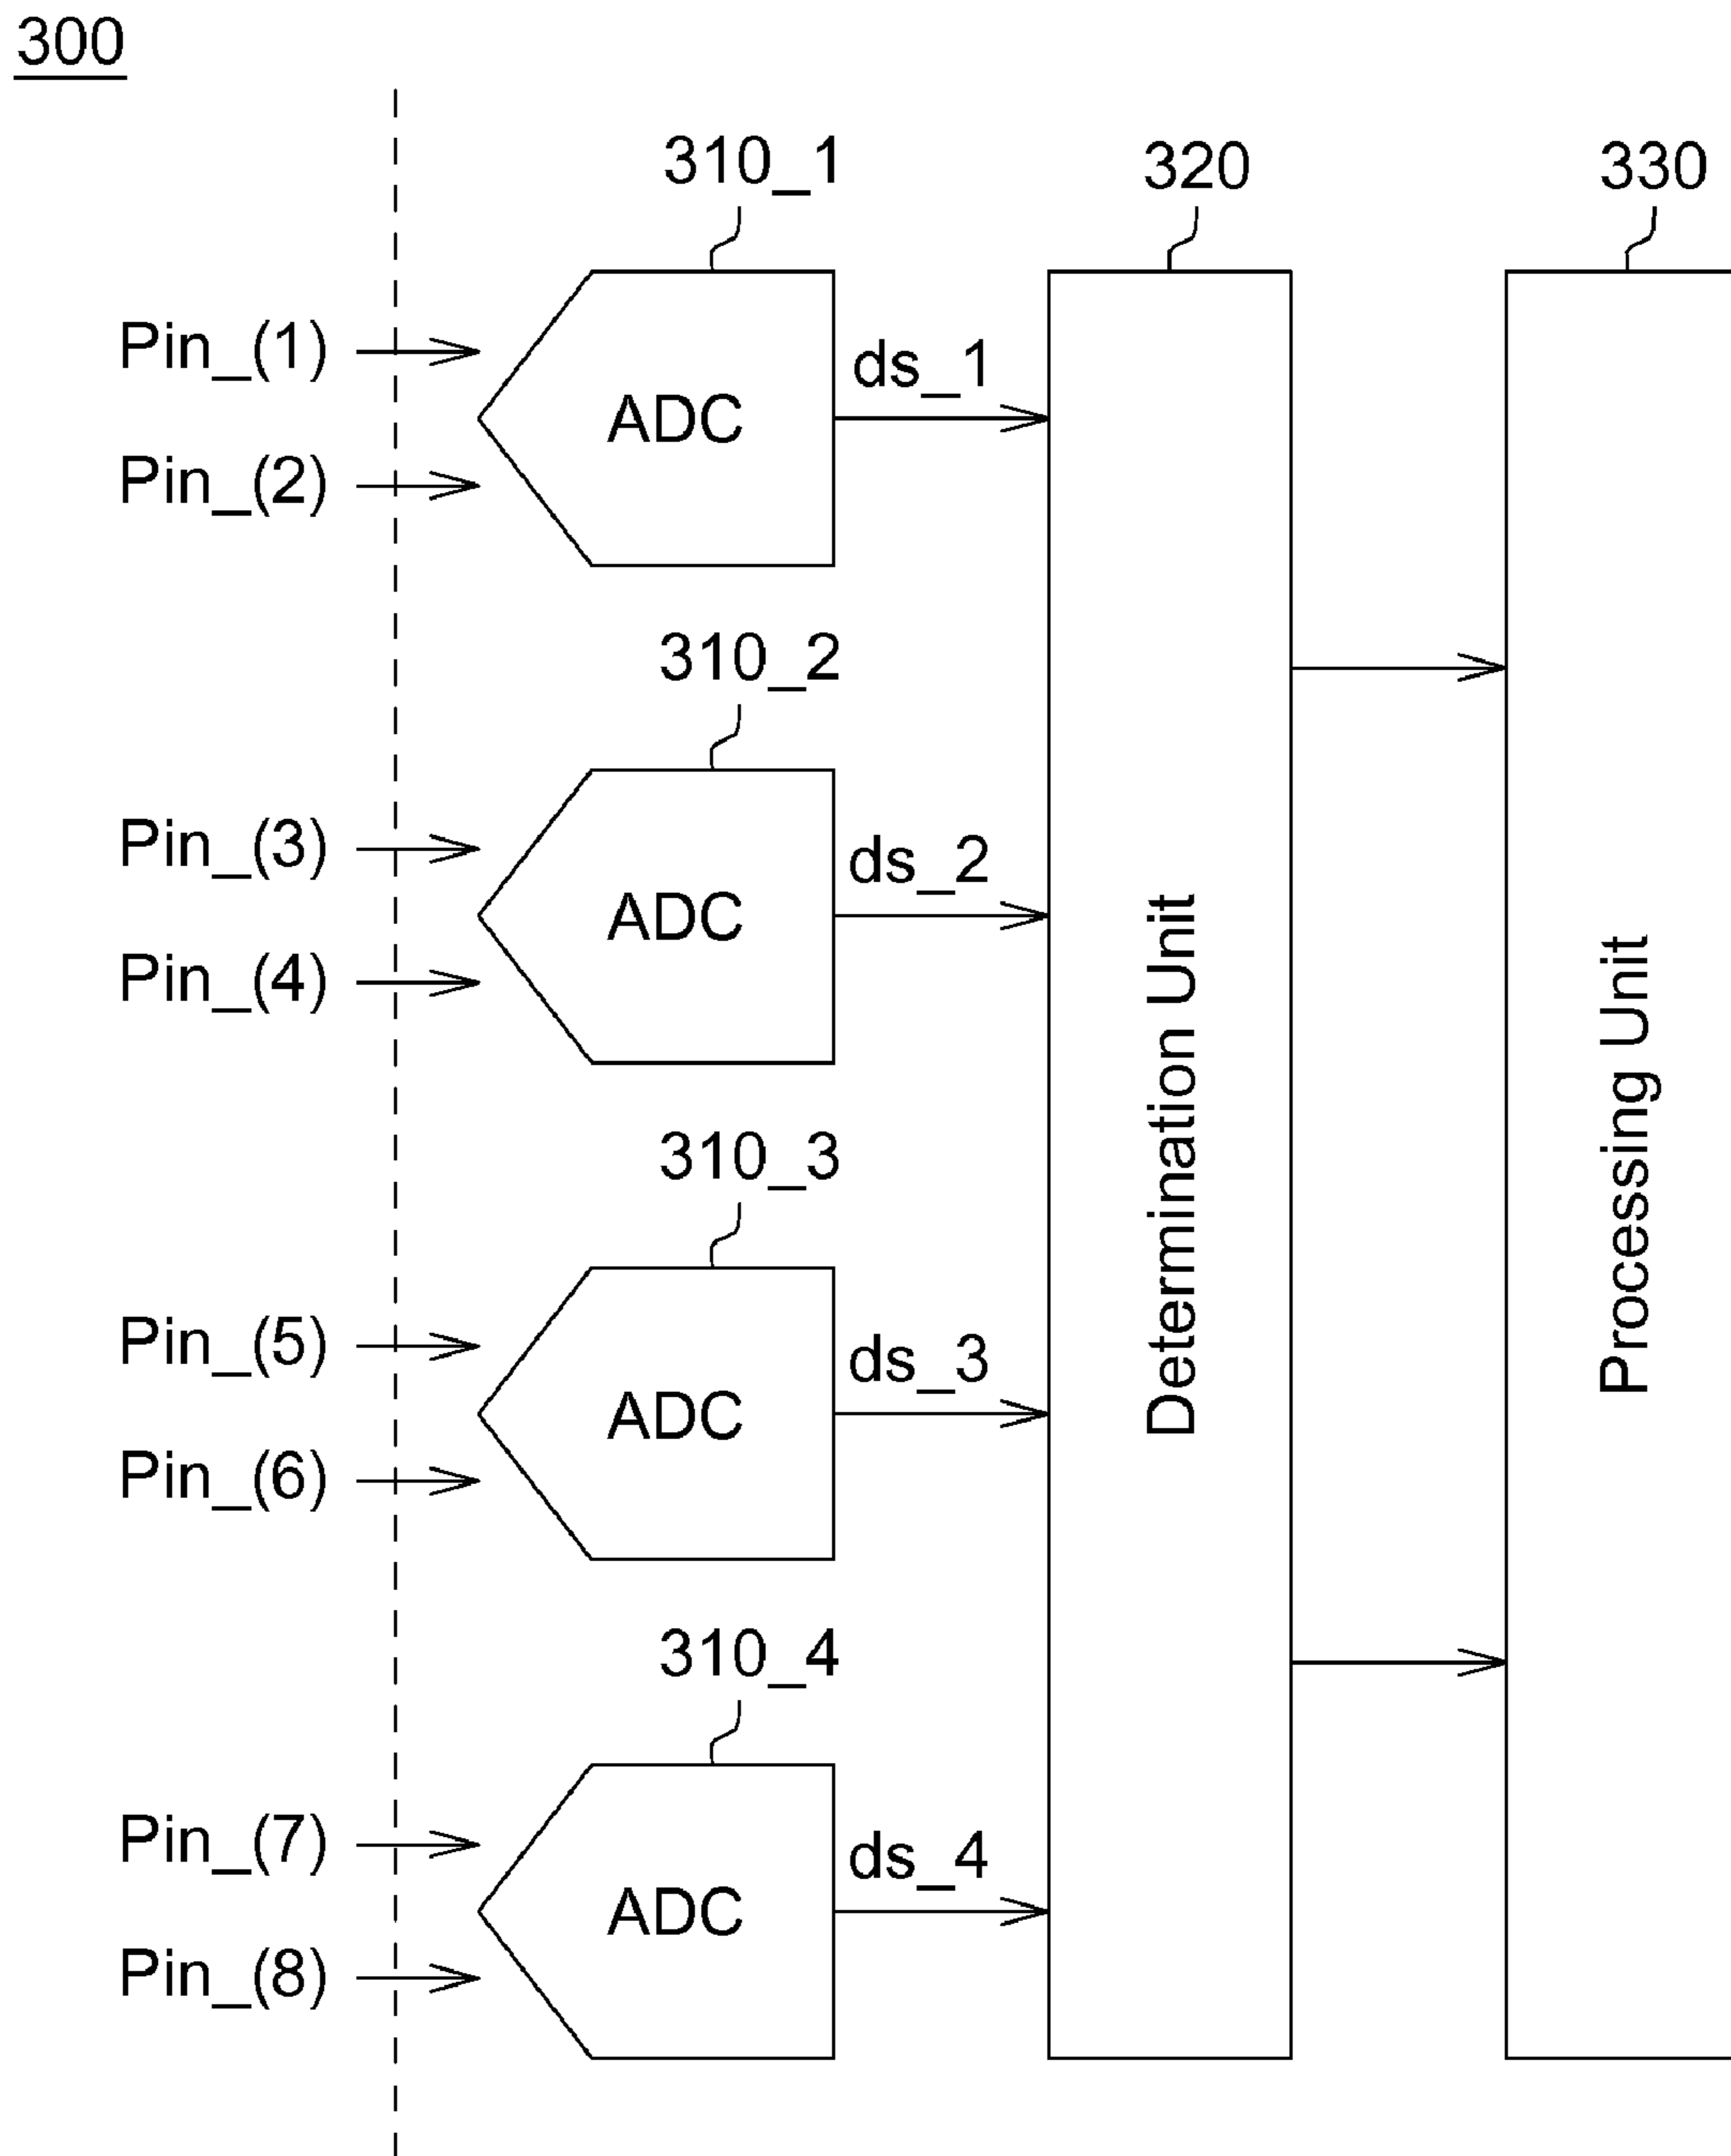 300
310_1
320
330
Pin_(1)
ds_1
ADC
Pin_(2)
310_2
Pin_(3)
ds_2
ADC
Pin_(4)
310_3
Pin_(5)
ds_3
ADC
Pin_(6)
310_4
Pin_(7)
ds_4
ADC
Pin_(8)
Determination Unit
Processing Unit